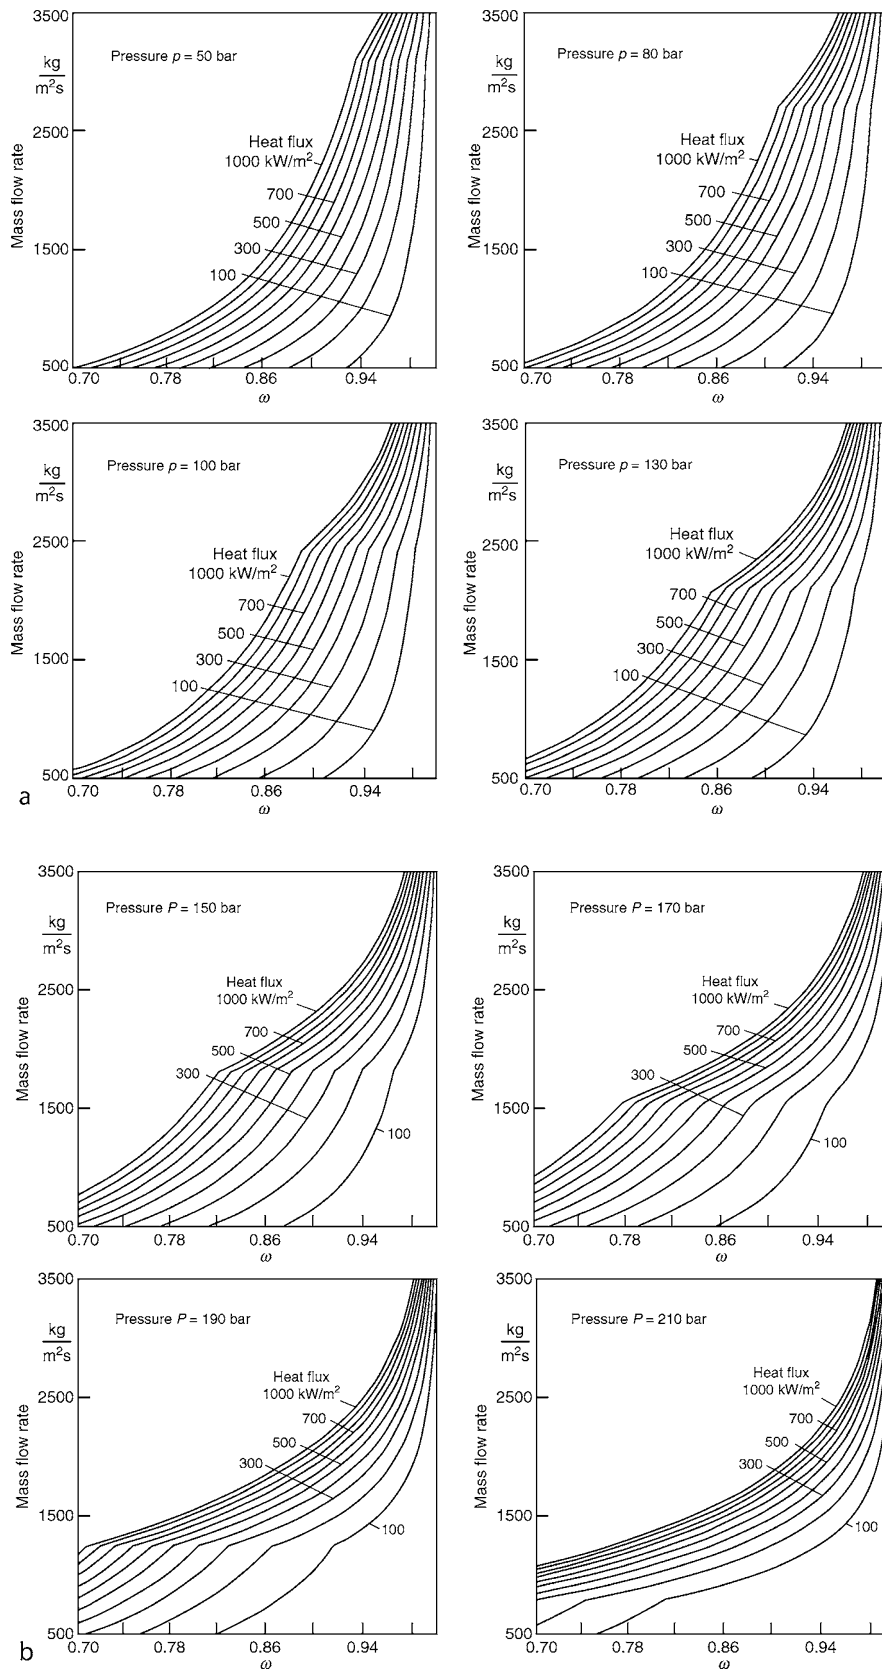 3500
Pressure p = 50 bar
kg
m²s
2500
Heat flux
1000 kW/m²
700
500
300
100
1500
500
Mass flow rate
0.70 0.78 0.86 0.94
ω
3500
Pressure p = 80 bar
kg
m²s
2500
Heat flux
1000 kW/m²
700
500
300
100
1500
500
Mass flow rate
0.70 0.78 0.86 0.94
ω
3500
Pressure p = 100 bar
kg
m²s
2500
Heat flux
1000 kW/m²
700
500
300
100
1500
500
Mass flow rate
0.70 0.78 0.86 0.94
ω
3500
Pressure p = 130 bar
kg
m²s
2500
Heat flux
1000 kW/m²
700
500
300
100
1500
500
Mass flow rate
0.70 0.78 0.86 0.94
ω
a
3500
Pressure P = 150 bar
kg
m²s
2500
Heat flux
1000 kW/m²
700
500
300
100
1500
500
Mass flow rate
0.70 0.78 0.86 0.94
ω
3500
Pressure P = 170 bar
kg
m²s
2500
Heat flux
1000 kW/m²
700
500
300
100
1500
500
Mass flow rate
0.70 0.78 0.86 0.94
ω
3500
Pressure P = 190 bar
kg
m²s
2500
Heat flux
1000 kW/m²
700
500
300
100
1500
500
Mass flow rate
0.70 0.78 0.86 0.94
ω
3500
Pressure P = 210 bar
kg
m²s
2500
Heat flux
1000 kW/m²
700
500
300
100
1500
500
Mass flow rate
0.70 0.78 0.86 0.94
ω
b